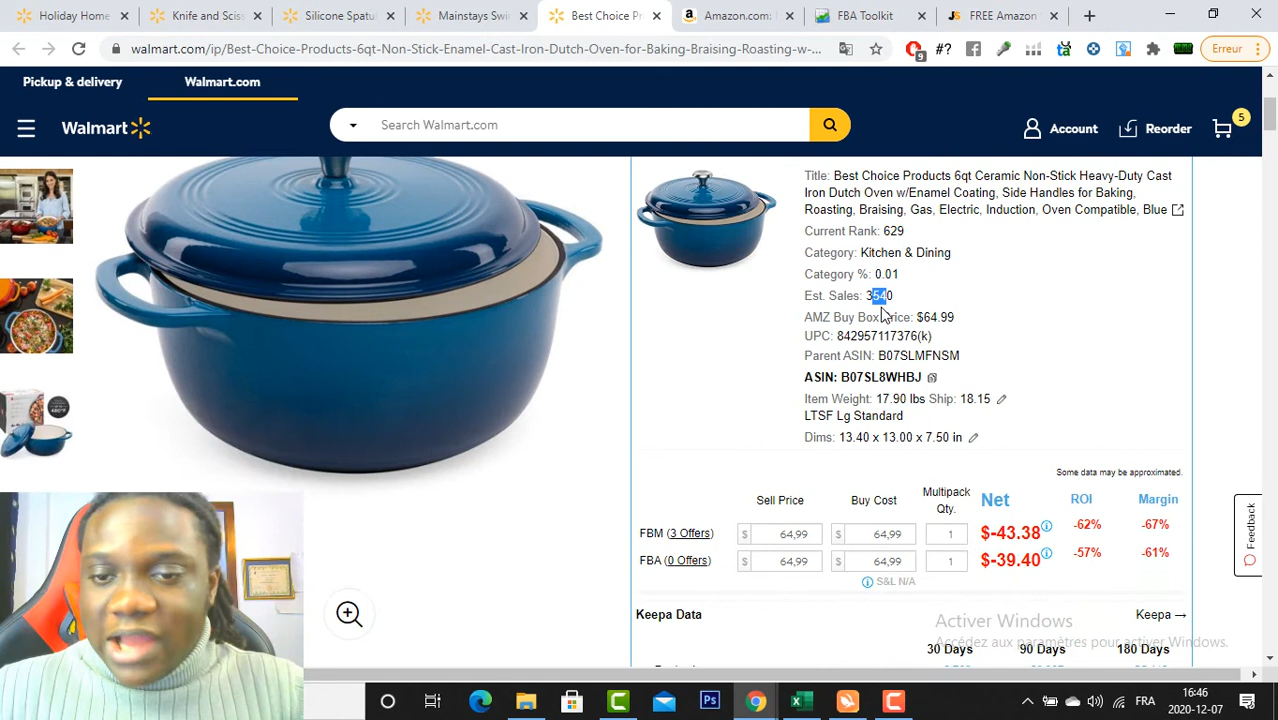 Holiday Home
Knife and Sciss
Silicone Spatul
Mainstays Swi
Best Choice Pr
Amazon.com:
FBA Toolkit
JS FREE Amazon
walmart.com/ip/Best-Choice-Products-6qt-Non-Stick-Enamel-Cast-Iron-Dutch-Oven-for-Baking-Braising-Roasting-w-...
9
#?
Erreur
Pickup & delivery
Walmart.com
Walmart
Search Walmart.com
Account
Reorder
5
Title: Best Choice Products 6qt Ceramic Non-Stick Heavy-Duty Cast
Iron Dutch Oven w/Enamel Coating, Side Handles for Baking,
Roasting, Braising, Gas, Electric, Induction, Oven Compatible, Blue
Current Rank: 629
Category: Kitchen & Dining
Category %: 0.01
Est. Sales: 3540
AMZ Buy Box Price: $64.99
UPC: 842957117376(k)
Parent ASIN: B07SLMFNSM
ASIN: B07SL8WHBJ
Item Weight: 17.90 lbs Ship: 18.15
LTSF Lg Standard
Dims: 13.40 x 13.00 x 7.50 in
Some data may be approximated.
Sell Price
Buy Cost
Multipack
Qty.
Net
ROI
Margin
FBM (3 Offers)
$ 64,99
$ 64,99
1
$-43.38
-62%
-67%
FBA (0 Offers)
$ 64,99
$ 64,99
1
$-39.40
-57%
-61%
S&L N/A
Feedback
Keepa Data
Keepa →
Activer Windows
Accédez aux paramètres pour activer Windows.
30 Days
90 Days
180 Days
FRA
16:46
2020-12-07